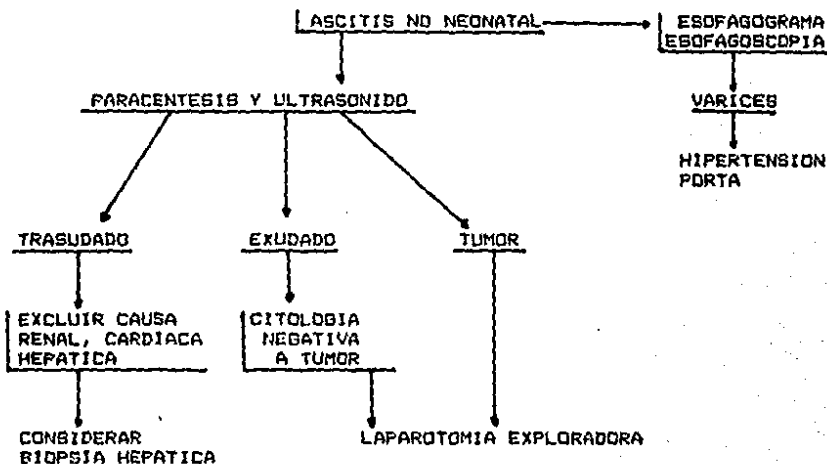 ASCITIS NO NEONATAL
ESOFAGOGRAMA
ESOFAGOSCOPIA
PARACENTESIS Y ULTRASONIDO
VARICES
HIPERTENSION
PORTA
TRASUDADO
EXUDADO
TUMOR
EXCLUIR CAUSA
RENAL, CARDIACA
HEPATICA
CITOLOGIA
NEGATIVA
A TUMOR
CONSIDERAR
BIOPSIA HEPATICA
LAPAROTOMIA EXPLORADORA